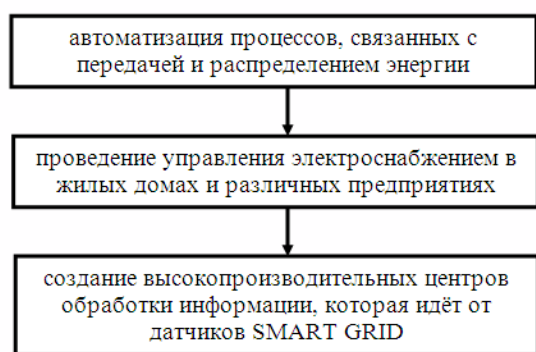 автоматизация процессов, связанных с
передачей и распределением энергии
проведение управления электроснабжением в
жилых домах и различных предприятиях
создание высокопроизводительных центров
обработки информации, которая идёт от
датчиков SMART GRID